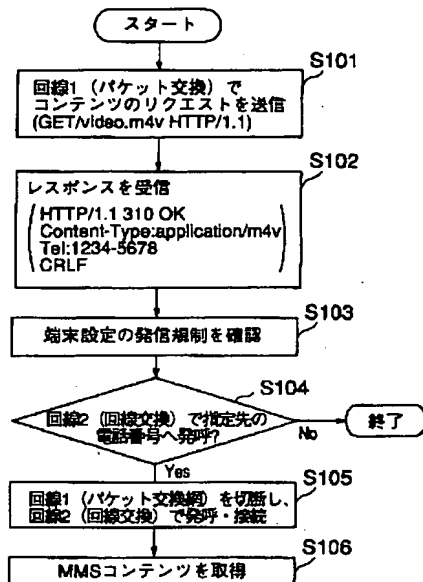 スタート
S101
回線1（パケット交換）で
コンテンツのリクエストを送信
(GET/video.m4v HTTP/1.1)
S102
レスポンスを受信
HTTP/1.1 310 OK
Content-Type:application/m4v
Tel:1234-5678
CRLF
S103
端末設定の発信規制を確認
S104
回線2（回線交換）で指定先の
電話番号へ発呼?
No
終了
Yes
S105
回線1（パケット交換網）を切断し、
回線2（回線交換）で発呼・接続
S106
MMSコンテンツを取得